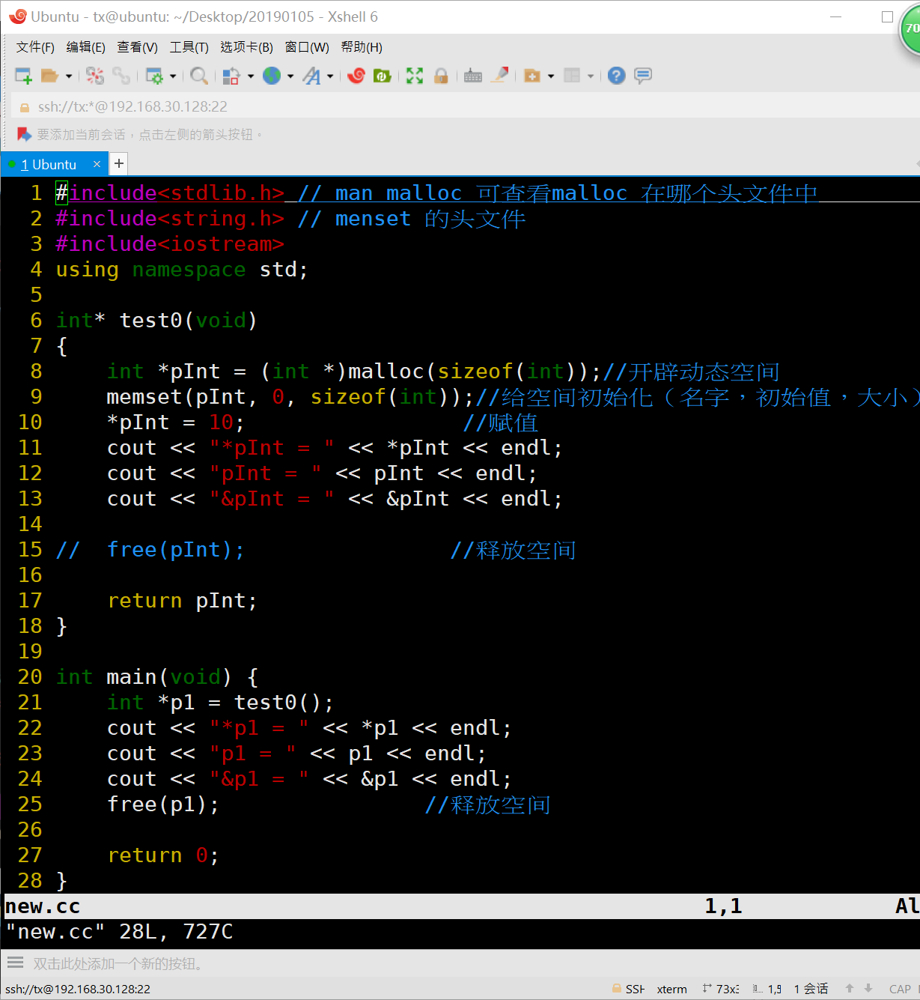 Ubuntu - tx@ubuntu: ~/Desktop/20190105 - Xshell 6
70
文件(F) 编辑(E) 查看(V) 工具(T) 选项卡(B) 窗口(W) 帮助(H)
ssh://tx:*@192.168.30.128:22
要添加当前会话，点击左侧的箭头按钮。
1 Ubuntu × +
1 #include<stdlib.h> // man malloc 可查看malloc 在哪个头文件中
2 #include<string.h> // menset 的头文件
3 #include<iostream>
4 using namespace std;
5
6 int* test0(void)
7 {
8     int *pInt = (int *)malloc(sizeof(int));//开辟动态空间
9     memset(pInt, 0, sizeof(int));//给空间初始化（名字，初始值，大小）
10     *pInt = 10;                 //赋值
11     cout << "*pInt = " << *pInt << endl;
12     cout << "pInt = " << pInt << endl;
13     cout << "&pInt = " << &pInt << endl;
14
15 //  free(pInt);                //释放空间
16
17     return pInt;
18 }
19
20 int main(void) {
21     int *p1 = test0();
22     cout << "*p1 = " << *p1 << endl;
23     cout << "p1 = " << p1 << endl;
24     cout << "&p1 = " << &p1 << endl;
25     free(p1);                //释放空间
26
27     return 0;
28 }
new.cc 1,1 Al
"new.cc" 28L, 727C
双击此处添加一个新的按钮。
ssh://tx@192.168.30.128:22 SSH xterm 73x3 1,5 1 会话 CAP